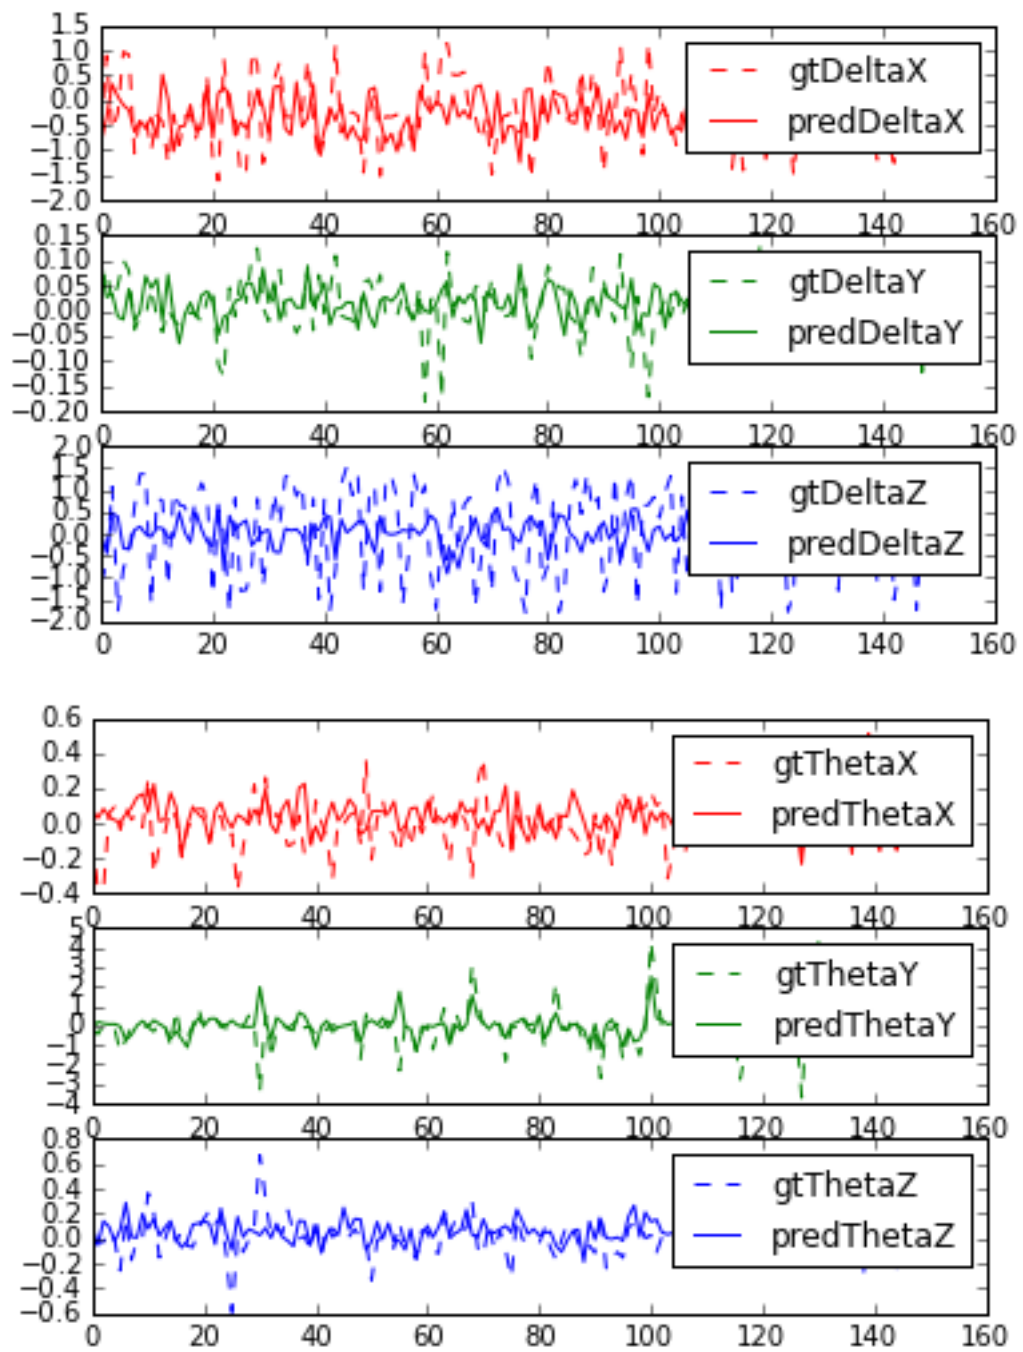 1.5
1.0
0.5
0.0
−0.5
−1.0
−1.5
−2.0
gtDeltaX
predDeltaX
0 20 40 60 80 100 120 140 160
0.15
0.10
0.05
0.00
−0.05
−0.10
−0.15
−0.20
gtDeltaY
predDeltaY
0 20 40 60 80 100 120 140 160
2.0
1.5
1.0
0.5
0.0
−0.5
−1.0
−1.5
−2.0
gtDeltaZ
predDeltaZ
0 20 40 60 80 100 120 140 160
0.6
0.4
0.2
0.0
−0.2
−0.4
gtThetaX
predThetaX
0 20 40 60 80 100 120 140 160
5
4
3
2
1
0
−1
−2
−3
−4
gtThetaY
predThetaY
0 20 40 60 80 100 120 140 160
0.8
0.6
0.4
0.2
0.0
−0.2
−0.4
−0.6
gtThetaZ
predThetaZ
0 20 40 60 80 100 120 140 160